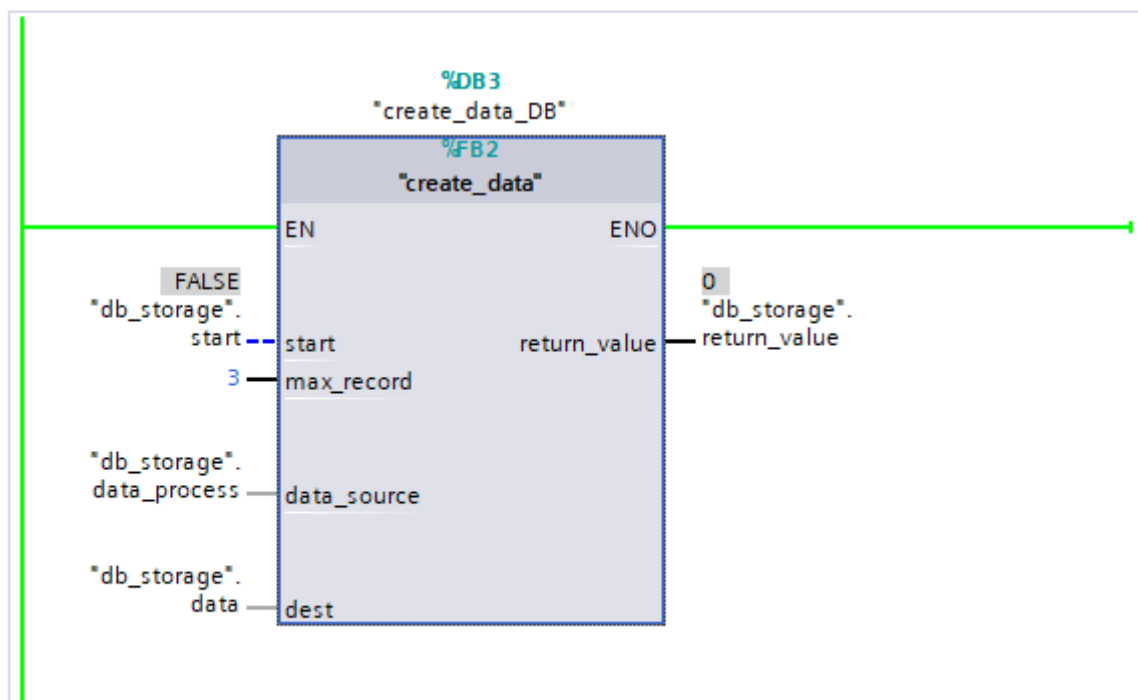 %DB3
"create_data_DB"
%FB2
"create_data"
EN ENO
FALSE 0
"db_storage". "db_storage".
start start return_value return_value
3 max_record
"db_storage".
data_process data_source
"db_storage".
data dest